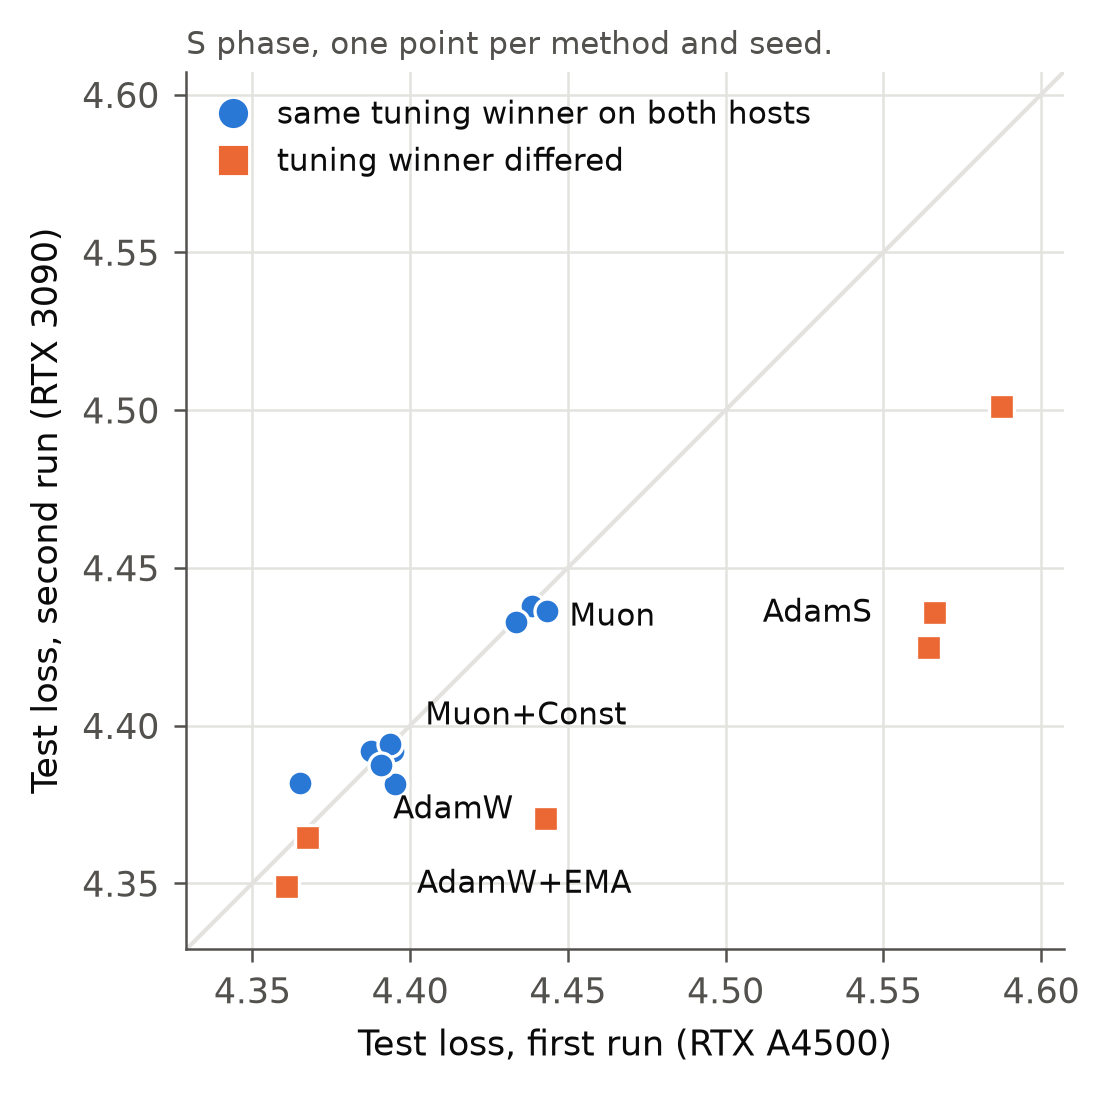 S phase, one point per method and seed.
same tuning winner on both hosts
tuning winner differed
4.60
4.55
4.50
4.45
4.40
4.35
Test loss, second run (RTX 3090)
AdamS
Muon
Muon+Const
AdamW
AdamW+EMA
4.35
4.40
4.45
4.50
4.55
4.60
Test loss, first run (RTX A4500)